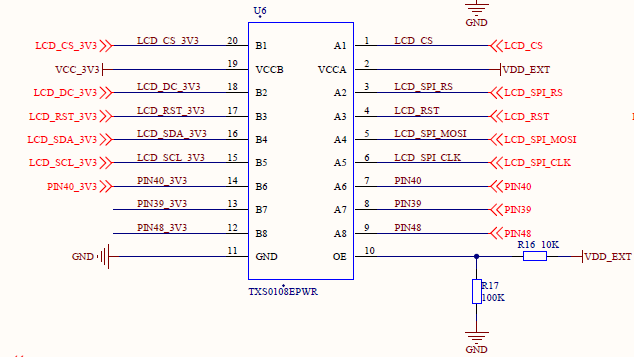 GND
U6
LCD_CS_3V3 LCD_CS_3V3 20 B1 A1 1 LCD_CS LCD_CS
VCC_3V3 19 VCCB VCCA 2 VDD_EXT
LCD_DC_3V3 LCD_DC_3V3 18 B2 A2 3 LCD_SPI_RS LCD_SPI_RS
LCD_RST_3V3 LCD_RST_3V3 17 B3 A3 4 LCD_RST LCD_RST
LCD_SDA_3V3 LCD_SDA_3V3 16 B4 A4 5 LCD_SPI_MOSI LCD_SPI_MOSI
LCD_SCL_3V3 LCD_SCL_3V3 15 B5 A5 6 LCD_SPI_CLK LCD_SPI_CLK
PIN40_3V3 PIN40_3V3 14 B6 A6 7 PIN40 PIN40
PIN39_3V3 13 B7 A7 8 PIN39 PIN39
PIN48_3V3 12 B8 A8 9 PIN48 PIN48
GND 11 GND OE 10 R16 10K VDD_EXT
TXS0108EPWR R17
100K
GND